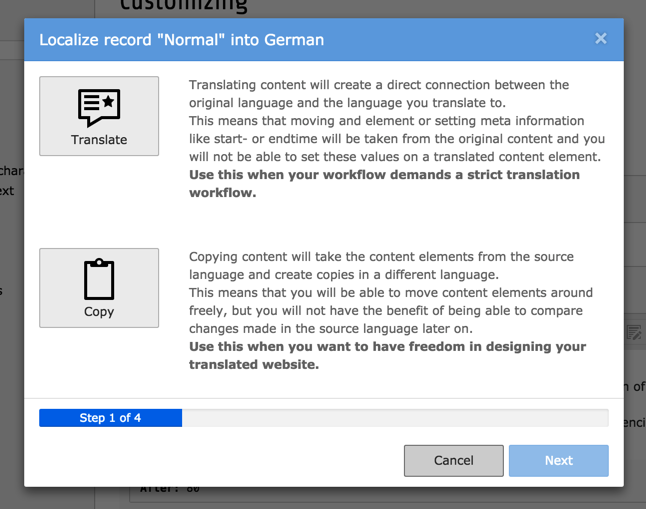 Customizing
Localize record "Normal" into German
×
Translate
Translating content will create a direct connection between the
original language and the language you translate to.
This means that moving and element or setting meta information
like start- or endtime will be taken from the original content and you
will not be able to set these values on a translated content element.
Use this when your workflow demands a strict translation
workflow.
Copy
Copying content will take the content elements from the source
language and create copies in a different language.
This means that you will be able to move content elements around
freely, but you will not have the benefit of being able to compare
changes made in the source language later on.
Use this when you want to have freedom in designing your
translated website.
Step 1 of 4
Cancel
Next